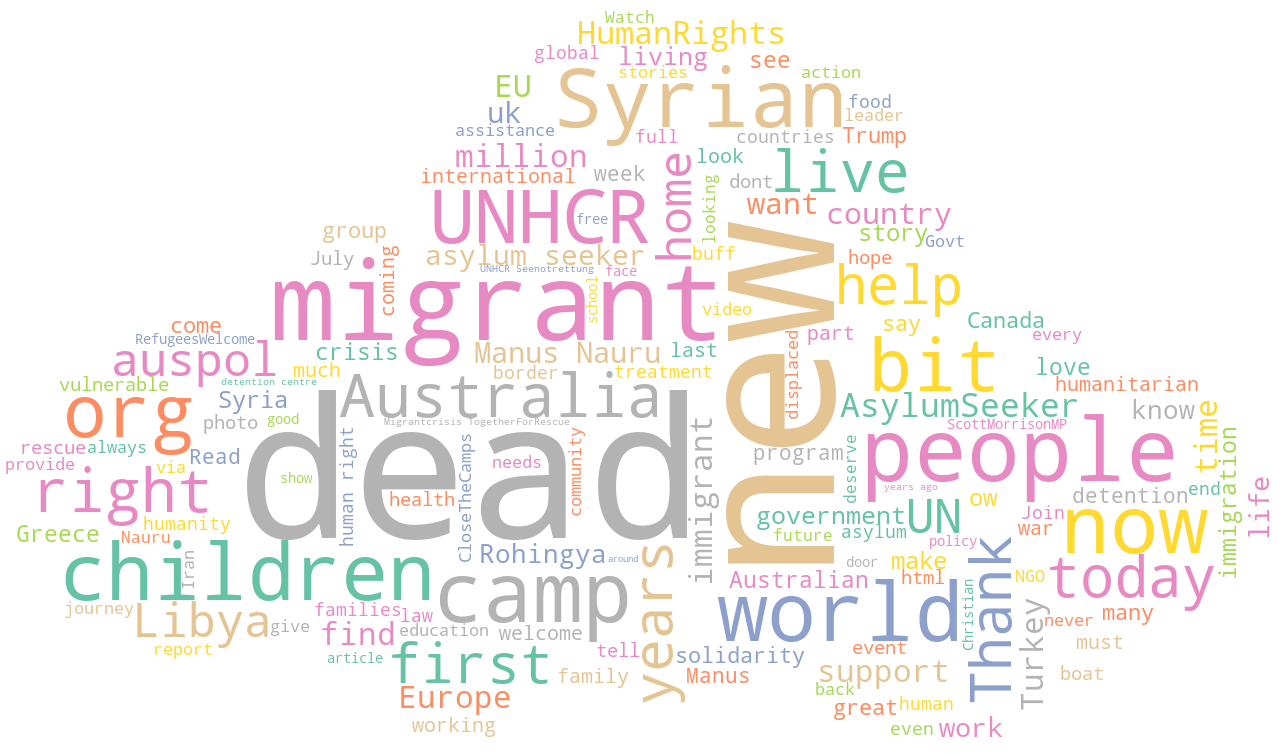 Watch
HumanRights
global
living
see
stories
action
Syrian
EU
food
uk
leader
assistance
full
countries
Trump
million
look
live
international
week
home
dont
looking
want
country
UNHCR
free
group
story
Govt
asylum seeker
buff
July
coming
hope
UNHCR Seenotrettung
face
new
help
migrant
school
video
come
part
say
Canada
every
RefugeesWelcome
crisis
last
displaced
auspol
Manus Nauru
bit
love
much
border
treatment
vulnerable
detention centre
humanitarian
Syria
Australia
org
AsylumSeeker
know
photo
good
Migrantcrisis TogetherForRescue
time
dead
immigrant
people
ScottMorrisonMP
rescue
always
Read
human right
CloseTheCamps
community
program
deserve
immigration
provide
via
needs
right
show
health
years ago
detention
end
life
ow
humanity
government
UN
Join
now
Greece
Nauru
future
asylum
war
policy
Iran
Rohingya
around
years
door
make
Thank
children
camp
Australian
html
NGO
today
journey
families
law
world
Christian
Turkey
never
many
Libya
give
find
education
welcome
report
article
first
tell
solidarity
event
must
family
Manus
support
boat
Europe
back
great
human
working
even
work